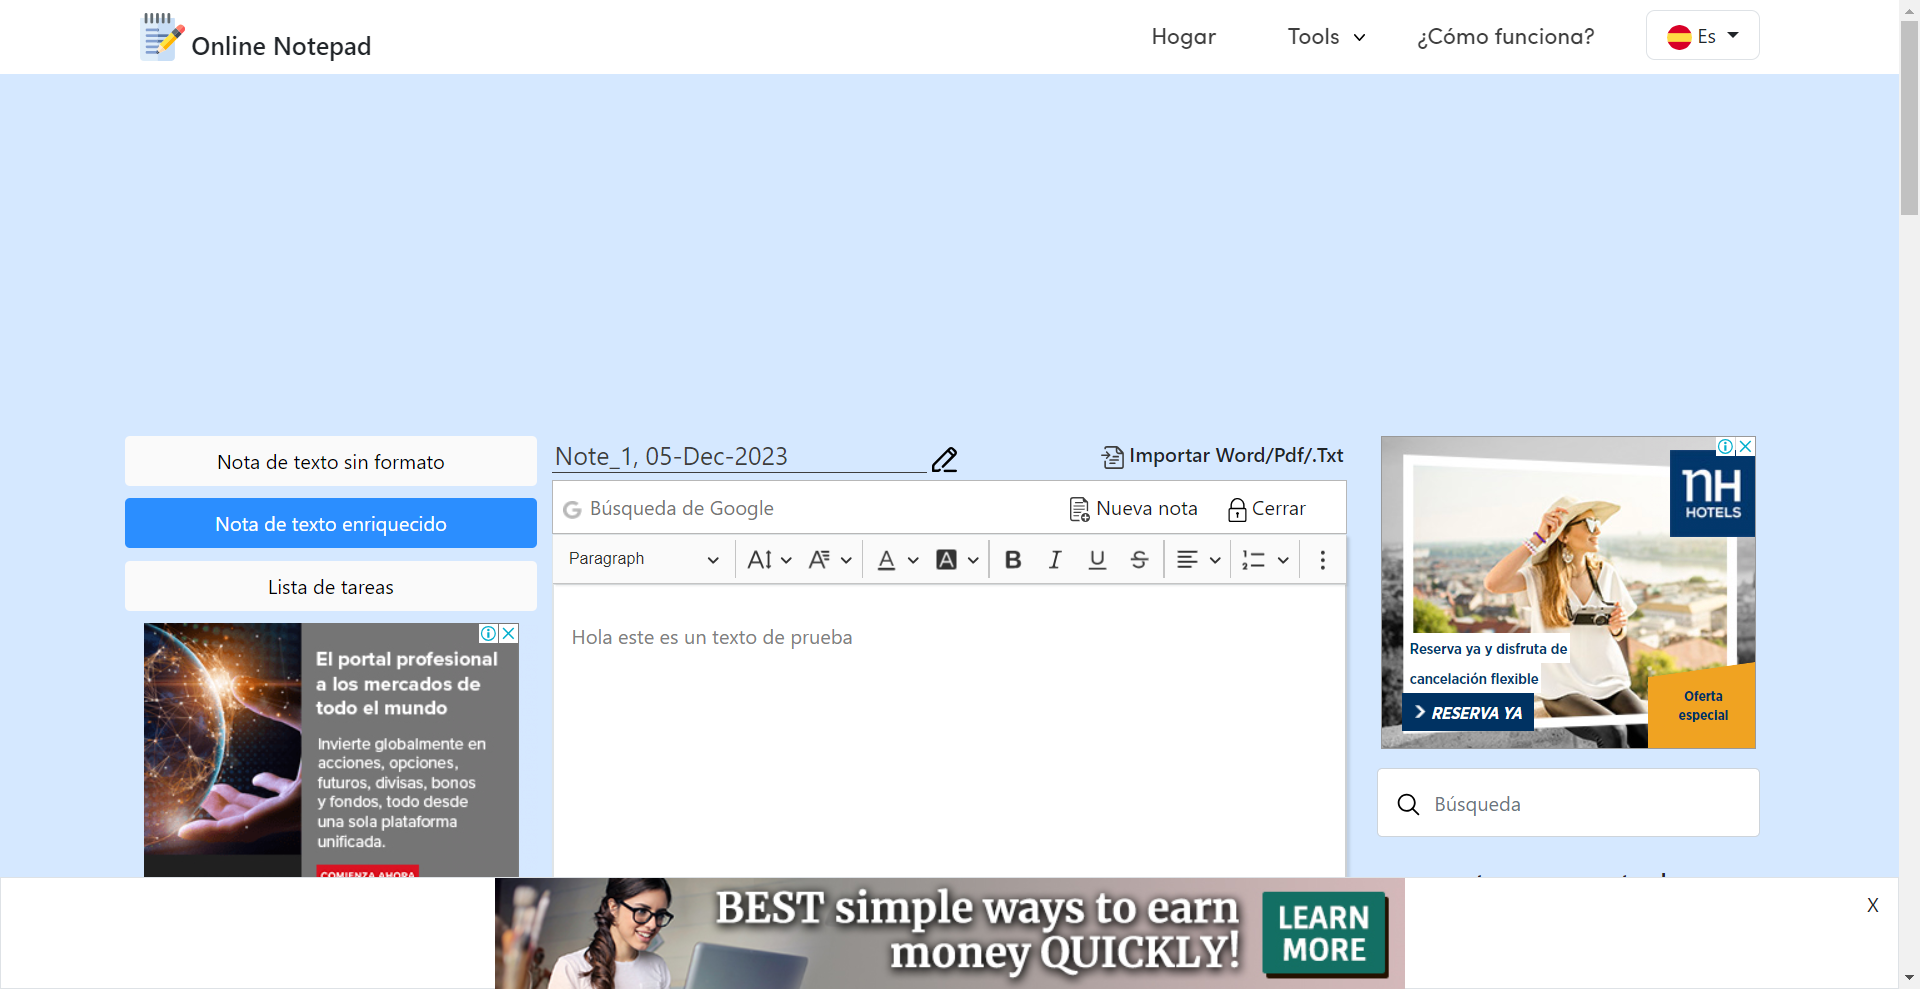 Online Notepad
Hogar
Tools
¿Cómo funciona?
Es
Nota de texto sin formato
Nota de texto enriquecido
Lista de tareas
El portal profesional
a los mercados de
todo el mundo
Invierte globalmente en
acciones, opciones,
futuros, divisas, bonos
y fondos, todo desde
una sola plataforma
unificada.
COMIENZA AHORA
Note_1, 05-Dec-2023
Importar Word/Pdf/.Txt
Búsqueda de Google
Nueva nota
Cerrar
Paragraph
Hola este es un texto de prueba
nH
HOTELS
Reserva ya y disfruta de
cancelación flexible
RESERVA YA
Oferta
especial
Búsqueda
BEST simple ways to earn
money QUICKLY!
LEARN
MORE
X